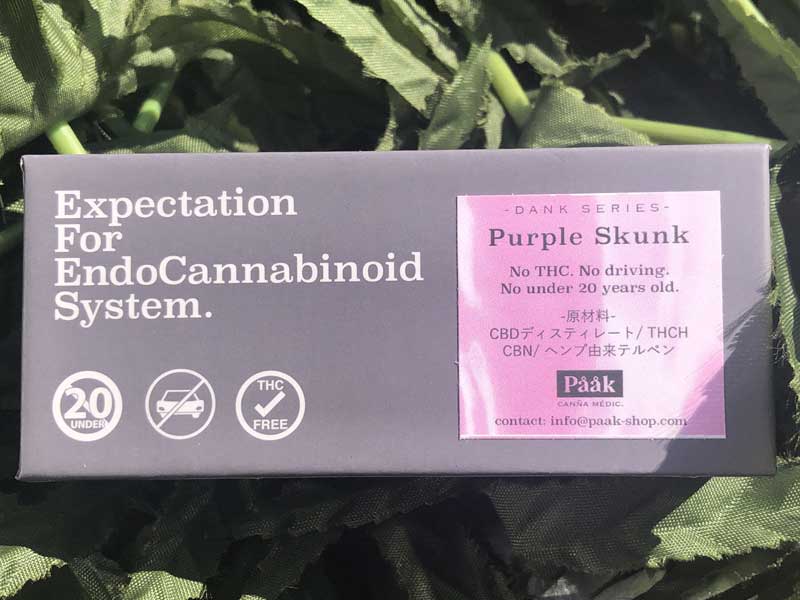 Expectation
For
EndoCannabinoid
System.
20
UNDER
THC
FREE
-DANK SERIES-
Purple Skunk
No THC. No driving.
No under 20 years old.
-原材料-
CBDディスティレート/ THCH
CBN/ ヘンプ由来テルペン
Pååk
CANÑA MÉDIC.
contact: info@paak-shop.com